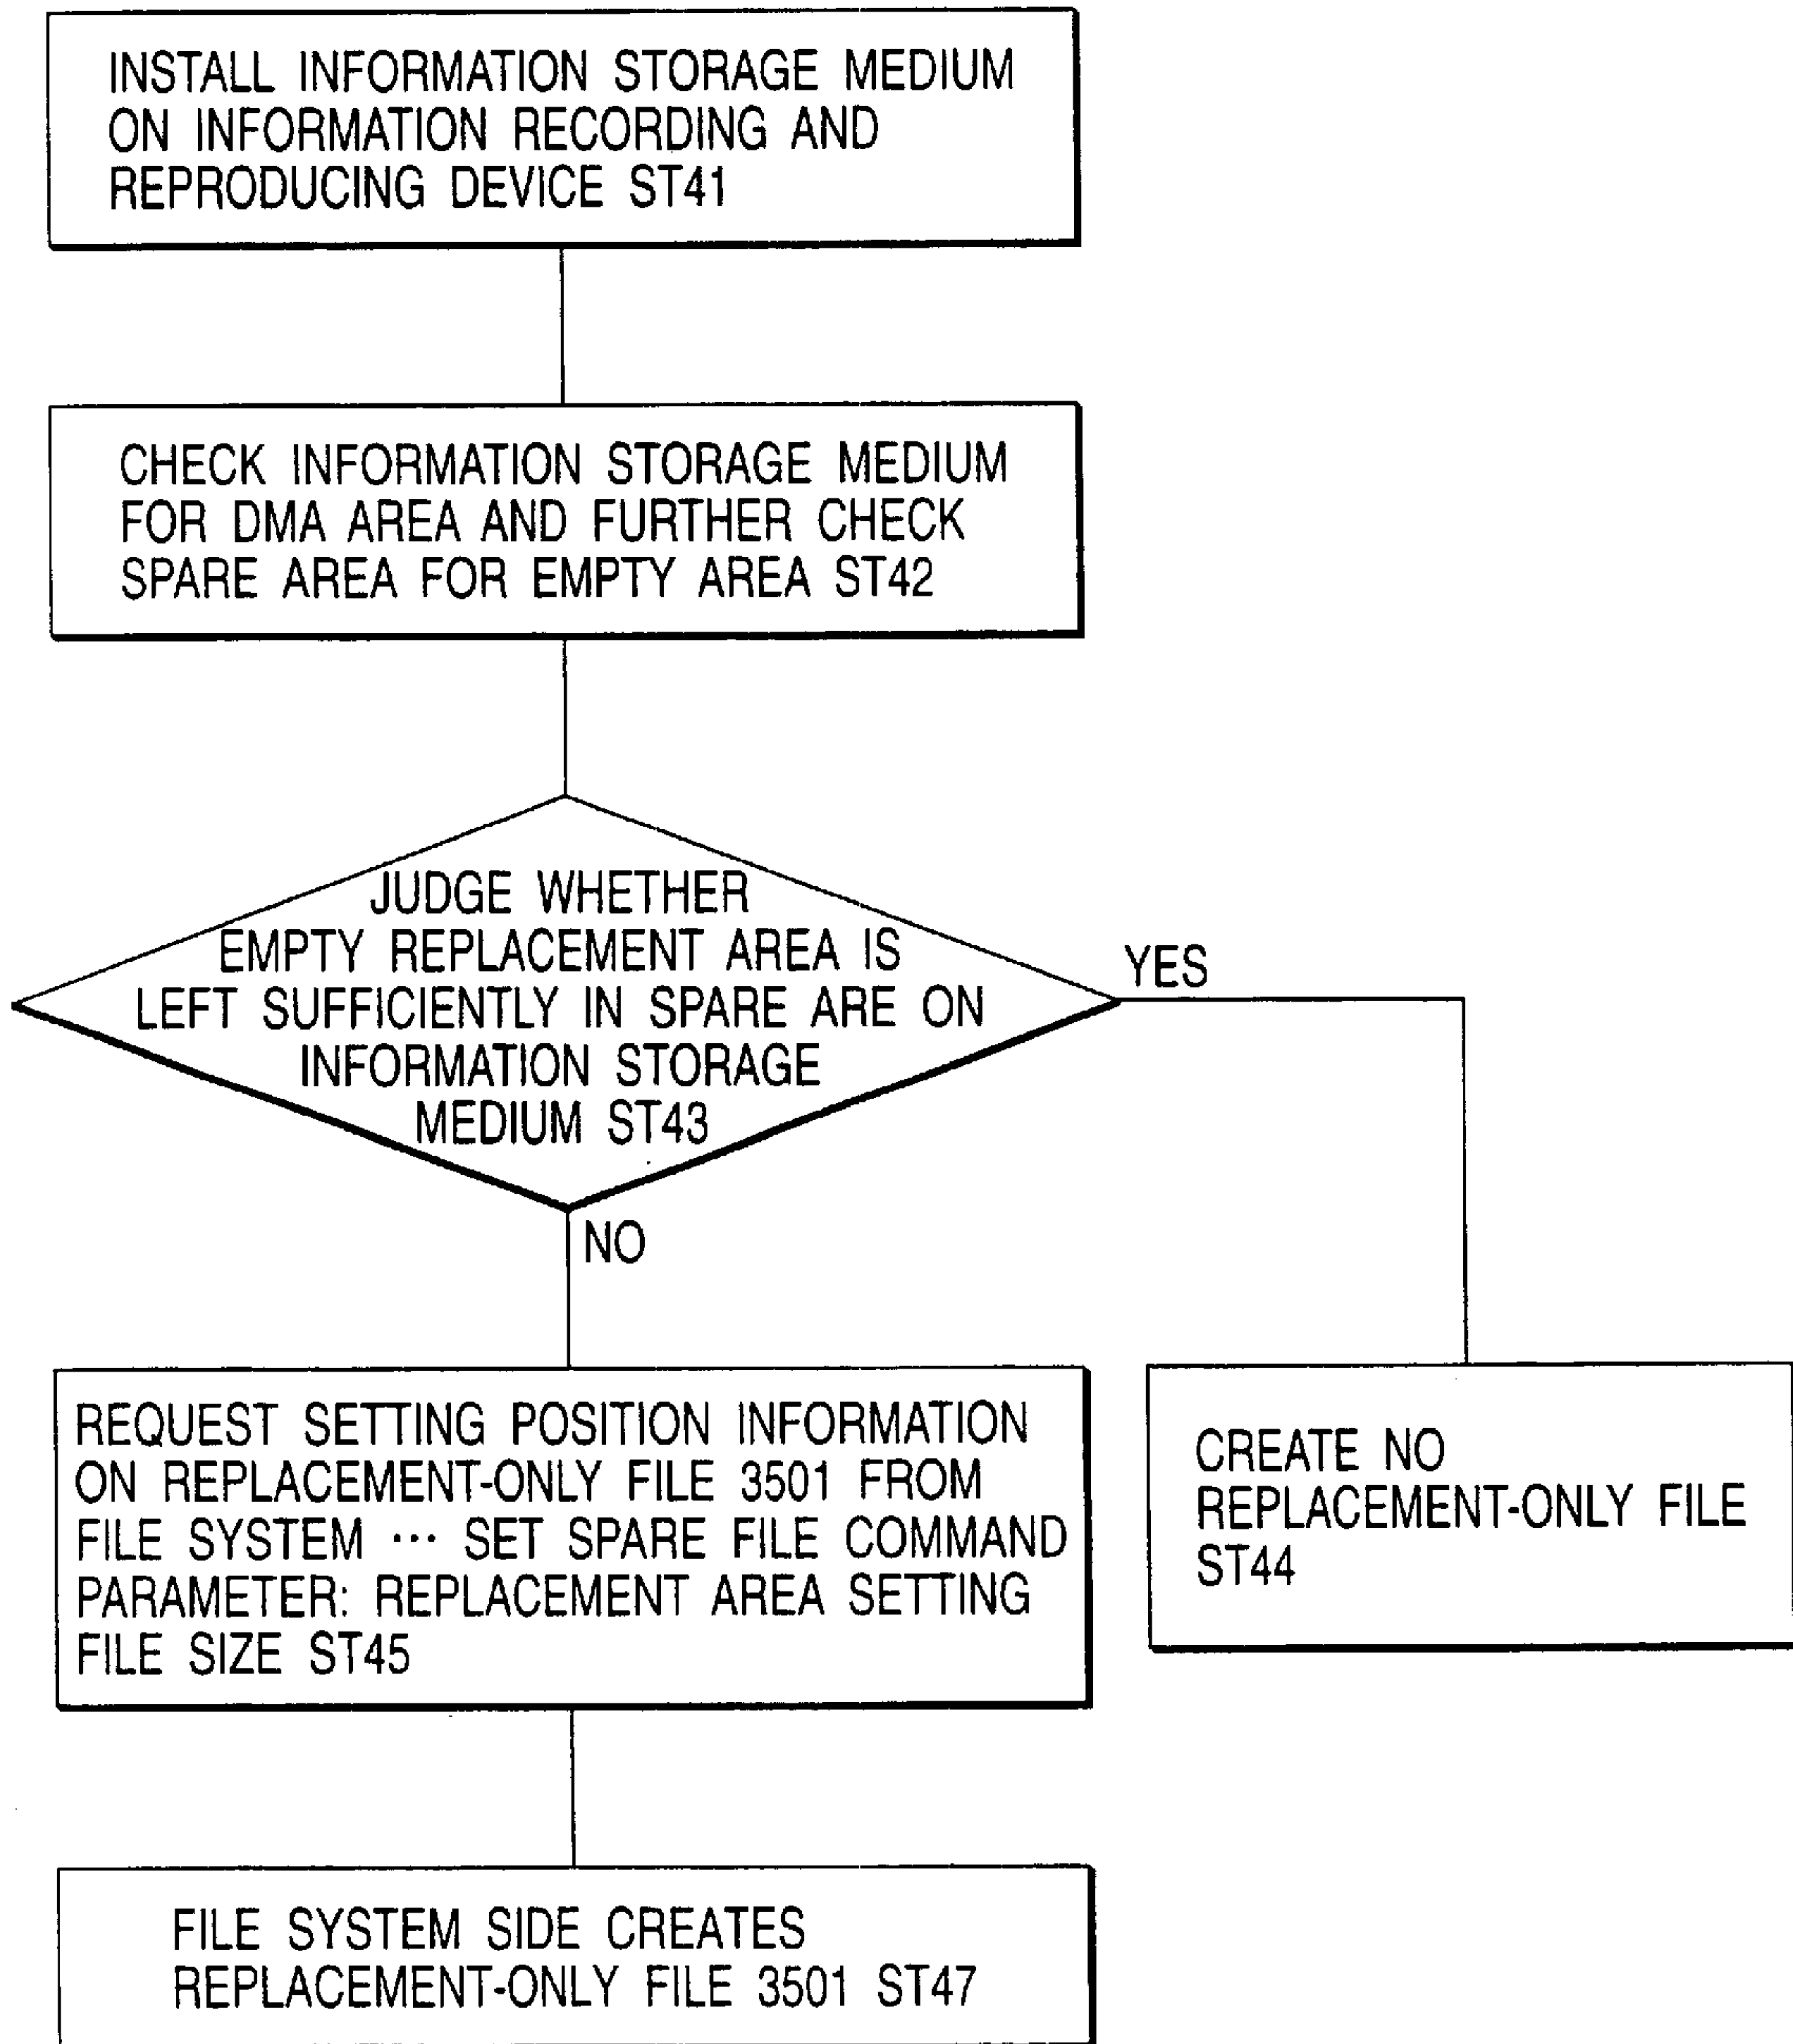 INSTALL INFORMATION STORAGE MEDIUM
ON INFORMATION RECORDING AND
REPRODUCING DEVICE ST41
CHECK INFORMATION STORAGE MEDIUM
FOR DMA AREA AND FURTHER CHECK
SPARE AREA FOR EMPTY AREA ST42
JUDGE WHETHER
EMPTY REPLACEMENT AREA IS
LEFT SUFFICIENTLY IN SPARE ARE ON
INFORMATION STORAGE
MEDIUM ST43
YES
NO
REQUEST SETTING POSITION INFORMATION
ON REPLACEMENT-ONLY FILE 3501 FROM
FILE SYSTEM ··· SET SPARE FILE COMMAND
PARAMETER: REPLACEMENT AREA SETTING
FILE SIZE ST45
CREATE NO
REPLACEMENT-ONLY FILE
ST44
FILE SYSTEM SIDE CREATES
REPLACEMENT-ONLY FILE 3501 ST47